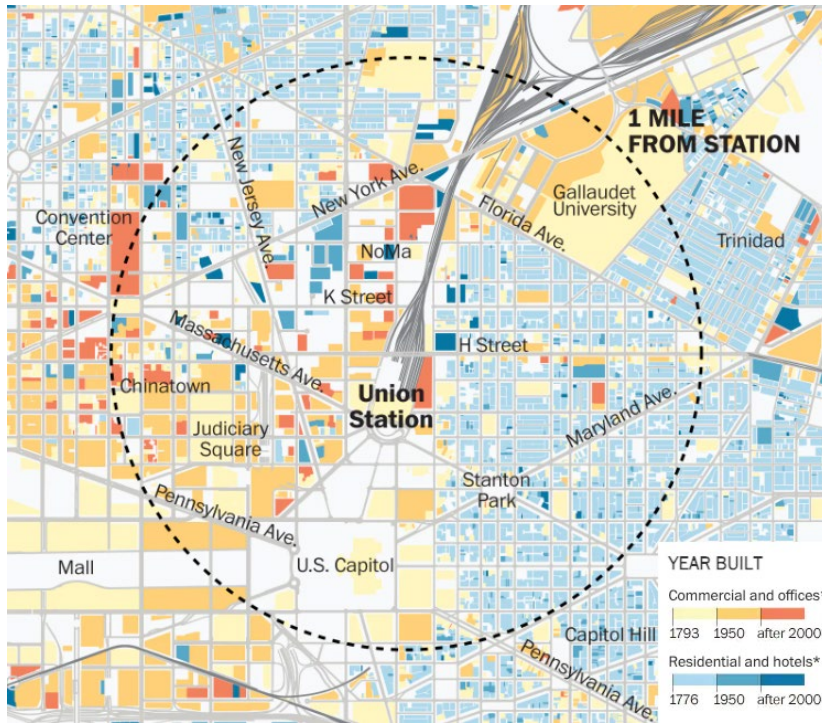 1 MILE
FROM STATION
New Jersey Ave.
New York Ave.
Gallaudet
University
Convention
Center
Florida Ave.
NoMa
Trinidad
K Street
Massachusetts Ave.
H Street
Chinatown
Union
Station
Maryland Ave.
Judiciary
Square
Stanton
Park
Pennsylvania Ave.
Mall
U.S. Capitol
Capitol Hill
Pennsylvania Ave.
YEAR BUILT
Commercial and offices*
1793 1950 after 2000
Residential and hotels*
1776 1950 after 2000